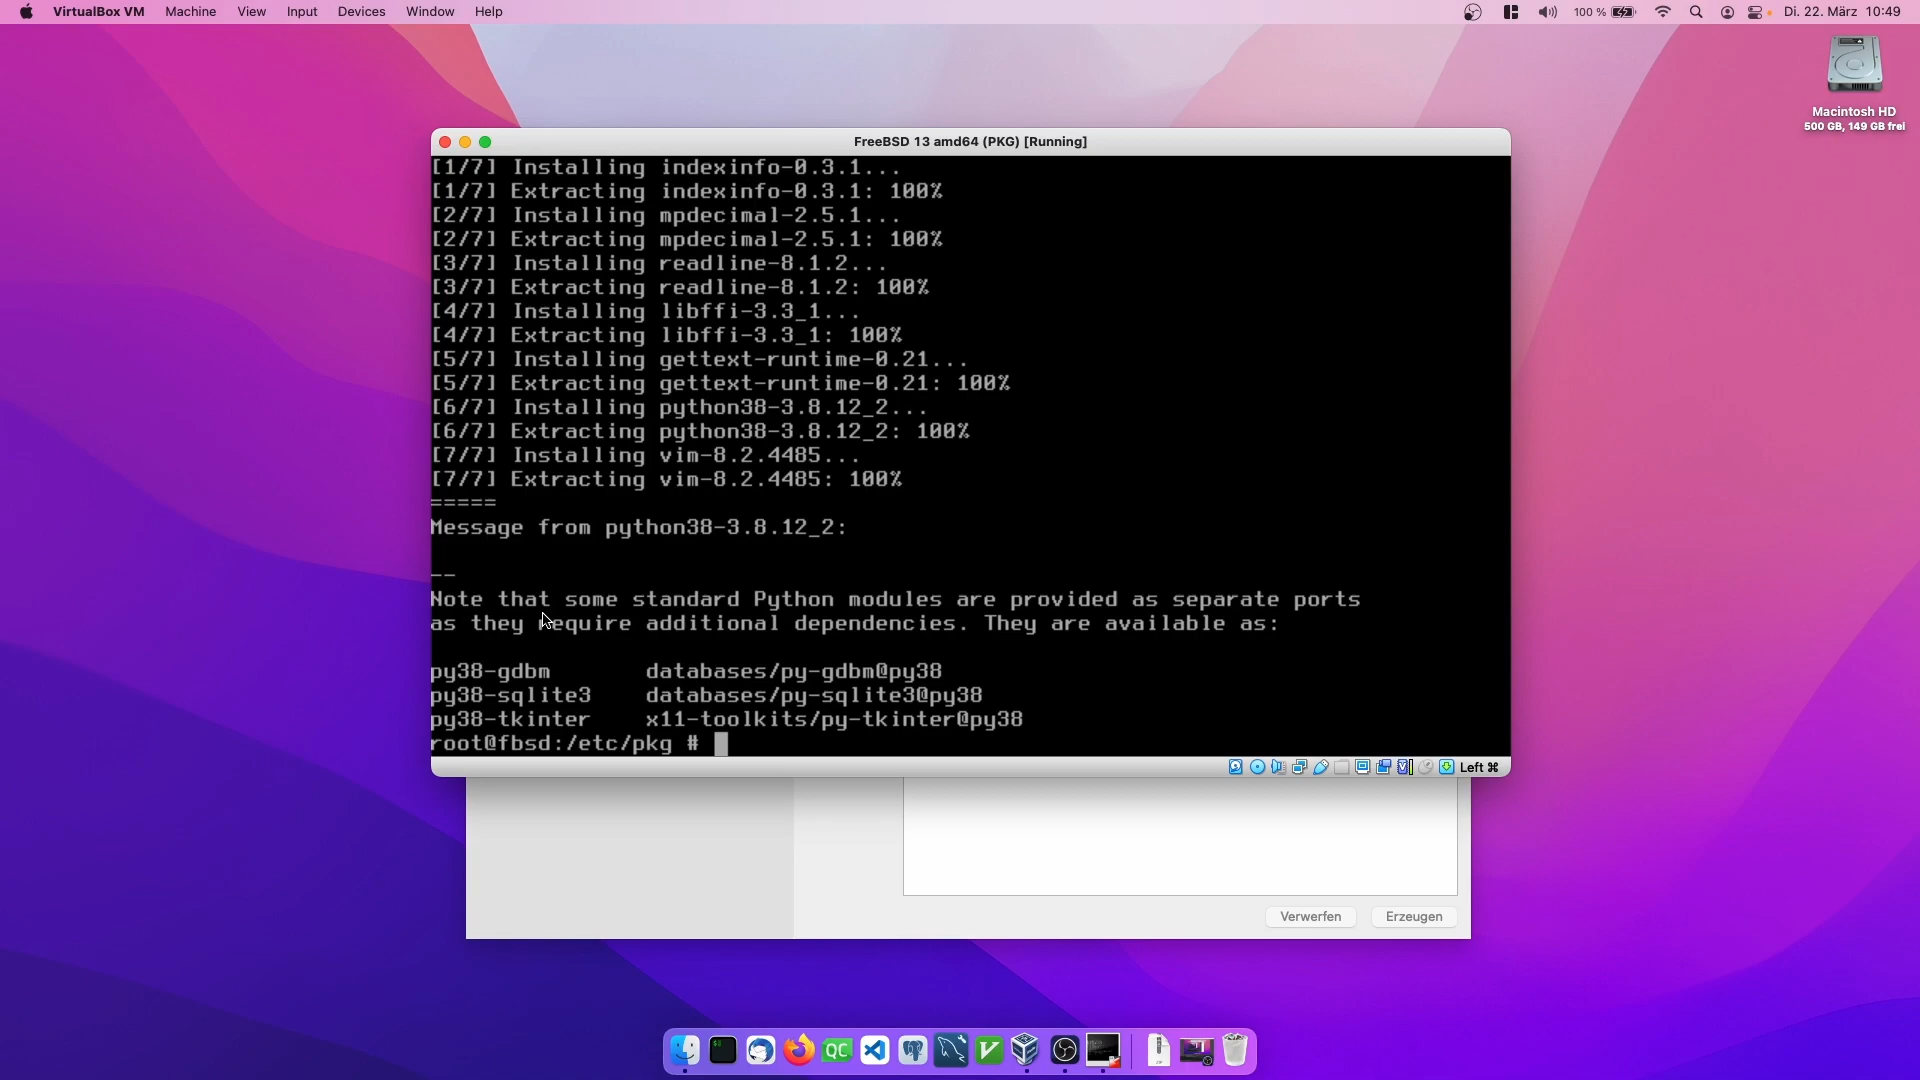 VirtualBox VM Machine View Input Devices Window Help 100 % Di. 22. März 10:49
Macintosh HD
500 GB, 149 GB frei
FreeBSD 13 amd64 (PKG) [Running]
[1/7] Installing indexinfo-0.3.1...
[1/7] Extracting indexinfo-0.3.1: 100%
[2/7] Installing mpdecimal-2.5.1...
[2/7] Extracting mpdecimal-2.5.1: 100%
[3/7] Installing readline-8.1.2...
[3/7] Extracting readline-8.1.2: 100%
[4/7] Installing libffi-3.3_1...
[4/7] Extracting libffi-3.3_1: 100%
[5/7] Installing gettext-runtime-0.21...
[5/7] Extracting gettext-runtime-0.21: 100%
[6/7] Installing python38-3.8.12_2...
[6/7] Extracting python38-3.8.12_2: 100%
[7/7] Installing vim-8.2.4485...
[7/7] Extracting vim-8.2.4485: 100%
=====
Message from python38-3.8.12_2:
--
Note that some standard Python modules are provided as separate ports
as they require additional dependencies. They are available as:
py38-gdbm databases/py-gdbm@py38
py38-sqlite3 databases/py-sqlite3@py38
py38-tkinter x11-toolkits/py-tkinter@py38
root@fbsd:/etc/pkg #
Left ⌘
Verwerfen Erzeugen
QC